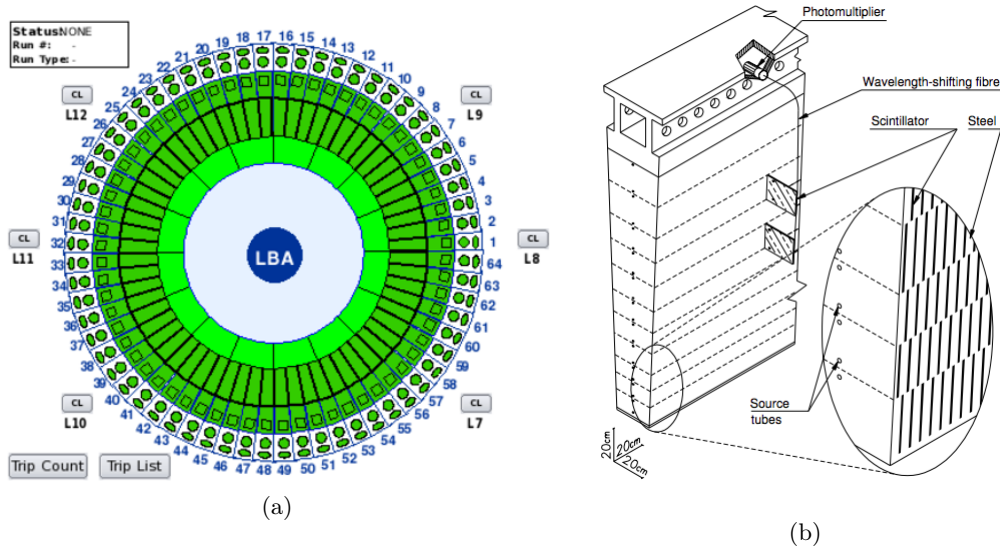 Status:NONE
Run #: -
Run Type: -
17 16
18 15
19 14
20 13
21 12
22 11
23 10
24 9
25 8
26 7
27 6
28 5
29 4
30 3
31 2
32 1
33 64
34 63
35 62
36 61
37 60
38 59
39 58
40 57
41 56
42 55
43 54
44 53
45 52
46 51
47 50
48 49
CL
L12
CL
L9
CL
L11
CL
L8
CL
L10
CL
L7
LBA
Trip Count
Trip List
(a)
Photomultiplier
Wavelength-shifting fibre
Scintillator
Steel
Source
tubes
20cm
20cm
20cm
(b)